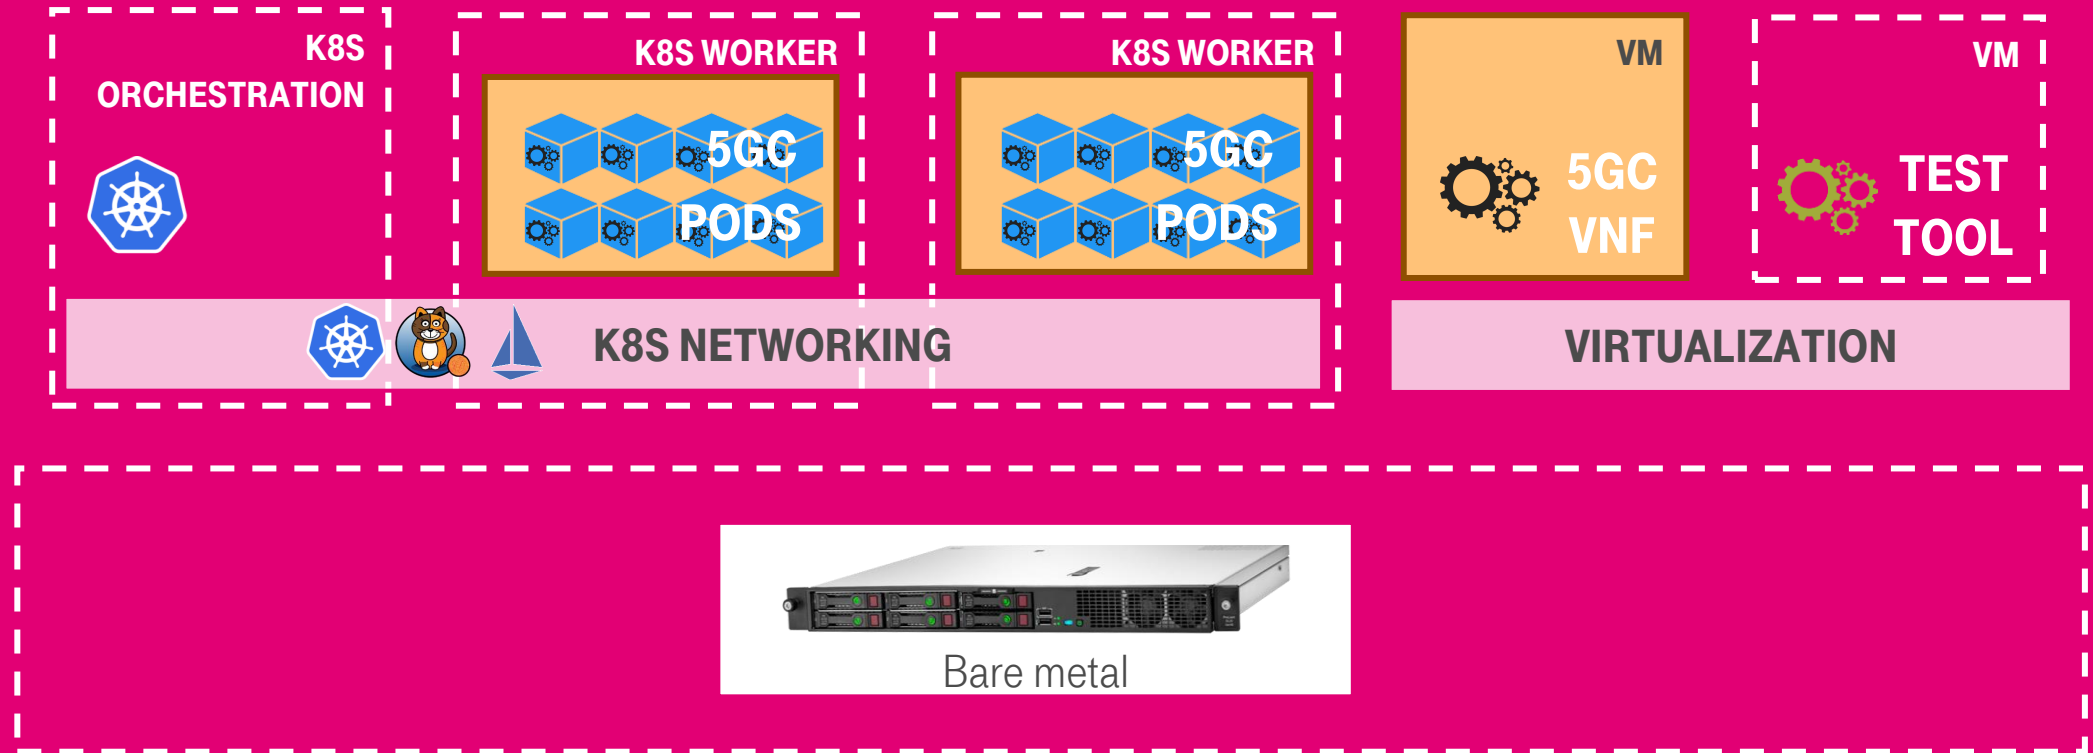 K8S
ORCHESTRATION
K8S WORKER
5GC
PODS
K8S WORKER
5GC
PODS
VM
5GC
VNF
VM
TEST
TOOL
K8S NETWORKING
VIRTUALIZATION
Bare metal